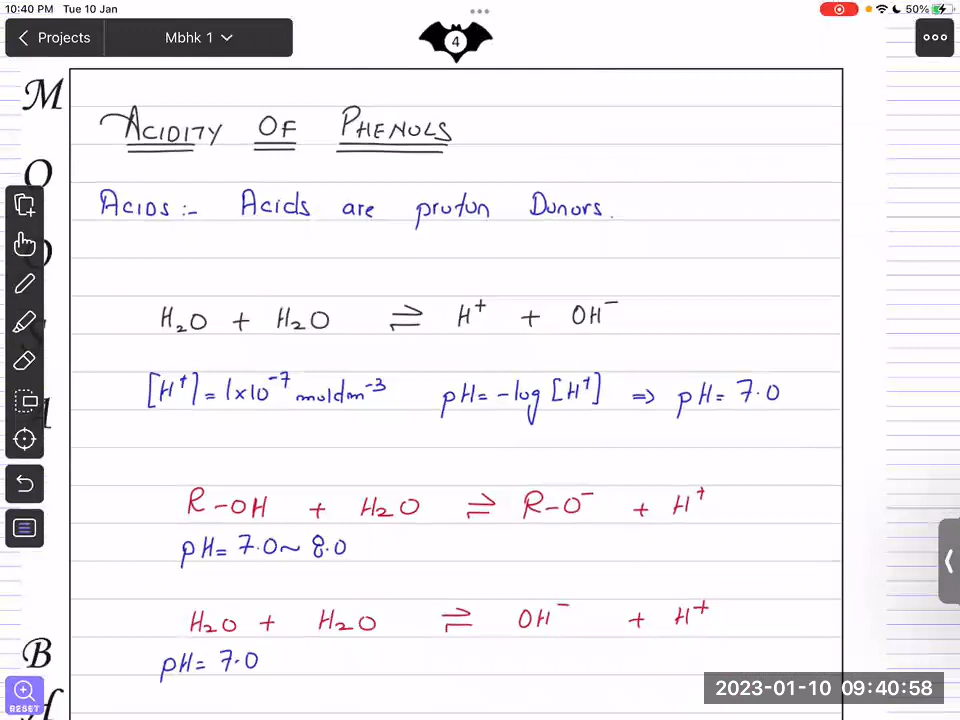 10:40 PM Tue 10 Jan
50%
Projects
Mbhk 1
4
M
O
ACIDITY OF PHENOLS
ACIDS :- Acids are proton Donors.
H₂O + H₂O ⇌ H⁺ + OH⁻
[H⁺] = 1×10⁻⁷ moldm⁻³ pH = -log [H⁺] ⇒ pH = 7.0
R-OH + H₂O ⇌ R-O⁻ + H⁺
pH = 7.0 ~ 8.0
H₂O + H₂O ⇌ OH⁻ + H⁺
pH = 7.0
B
RESET
2023-01-10 09:40:58